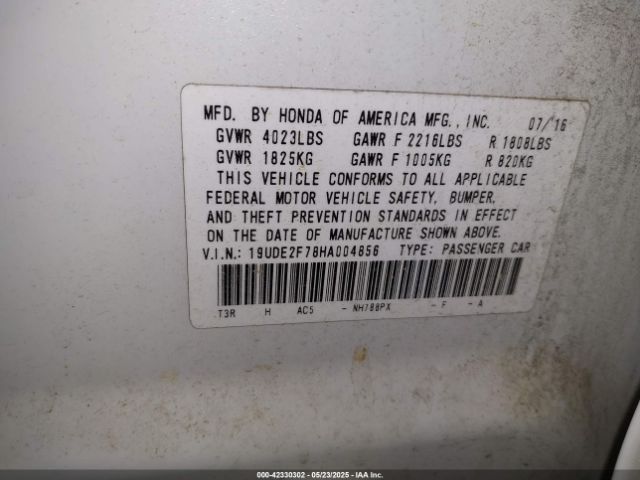 MFD. BY HONDA OF AMERICA MFG., INC. 07/16
GVWR 4023LBS GAWR F 2216LBS R 1808LBS
GVWR 1825KG GAWR F 1005KG R 820KG
THIS VEHICLE CONFORMS TO ALL APPLICABLE
FEDERAL MOTOR VEHICLE SAFETY, BUMPER,
AND THEFT PREVENTION STANDARDS IN EFFECT
ON THE DATE OF MANUFACTURE SHOWN ABOVE.
V.I.N.: 19UDE2F78HA004856 TYPE: PASSENGER CAR
T3R H AC5 - NH788PX - F - A
000-42330302 - 05/23/2025 - IAA Inc.